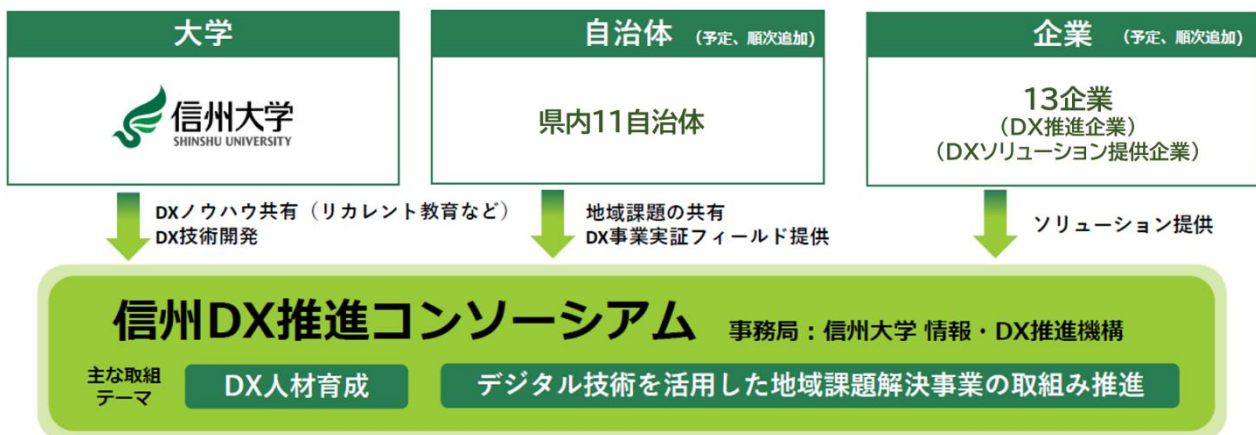 大学
信州大学
SHINSHU UNIVERSITY
DXノウハウ共有（リカレント教育など）
DX技術開発
自治体 （予定、順次追加）
県内11自治体
地域課題の共有
DX事業実証フィールド提供
企業 （予定、順次追加）
13企業
（DX推進企業）
（DXソリューション提供企業）
ソリューション提供
信州DX推進コンソーシアム 事務局：信州大学 情報・DX推進機構
主な取組
テーマ
DX人材育成
デジタル技術を活用した地域課題解決事業の取組み推進